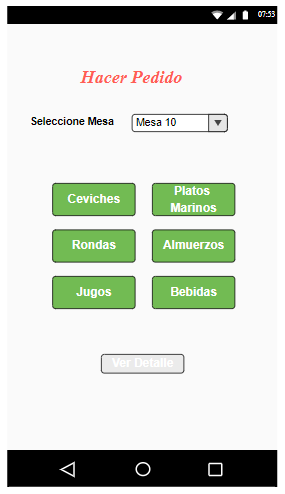 07:53
Hacer Pedido
Seleccione Mesa Mesa 10
Ceviches
Platos
Marinos
Rondas
Almuerzos
Jugos
Bebidas
Ver Detalle